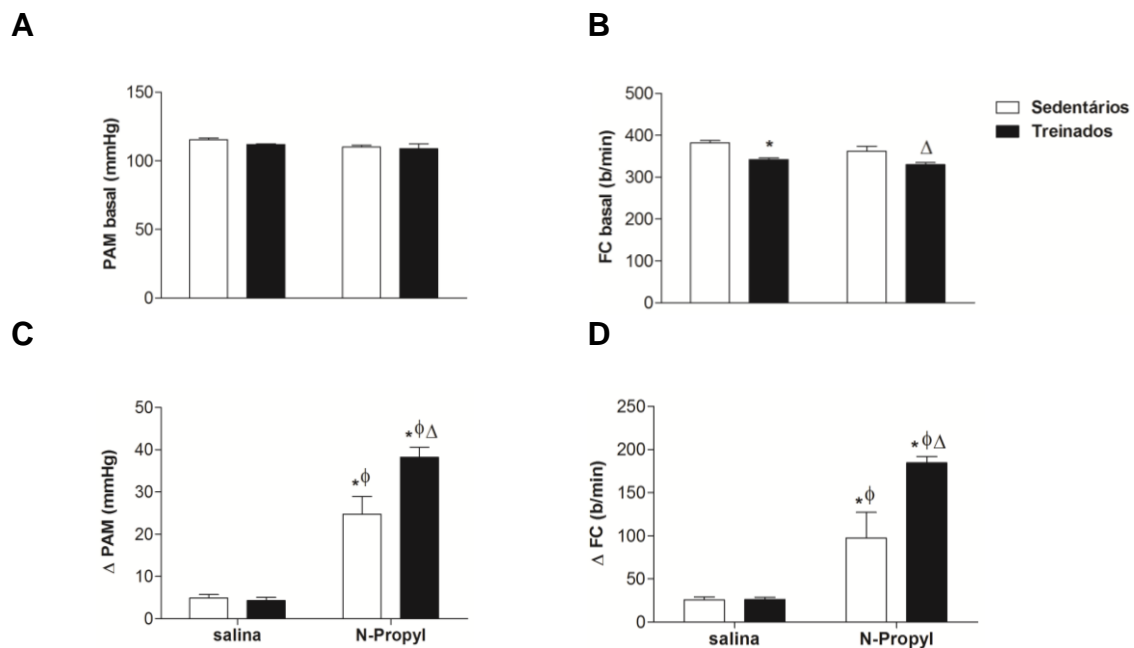 A
PAM basal (mmHg)
150
100
50
0
B
FC basal (b/min)
500
400
300
200
100
0
*
Δ
Sedentários
Treinados
C
Δ PAM (mmHg)
50
40
30
20
10
0
*ϕ
*ϕΔ
salina N-Propyl
D
Δ FC (b/min)
250
200
150
100
50
0
*ϕ
*ϕΔ
salina N-Propyl